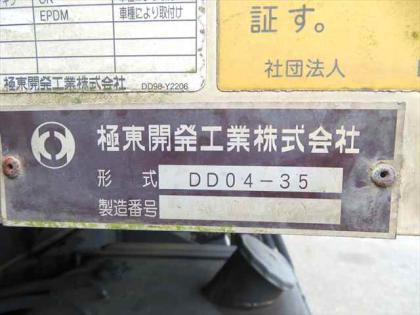 EPDM
車種により取付け
極東開発工業株式会社 DD98-Y2206
証す。
社団法人
極東開発工業株式会社
形式 DD04-35
製造番号